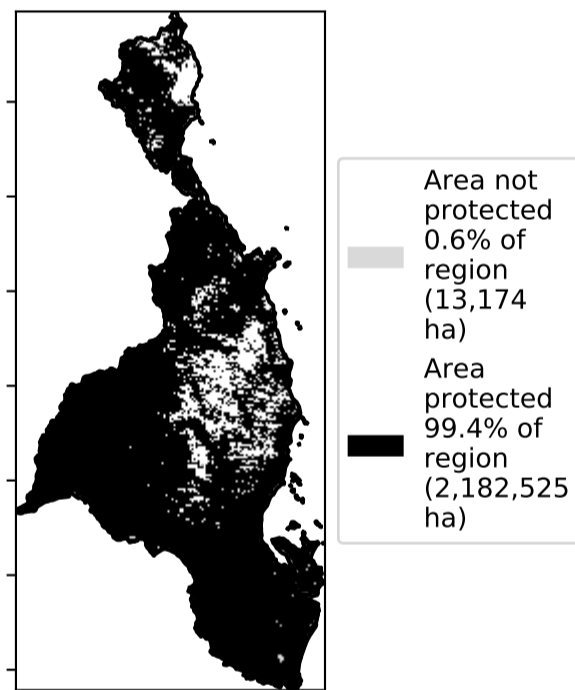 Area not
protected
0.6% of
region
(13,174
ha)
Area
protected
99.4% of
region
(2,182,525
ha)